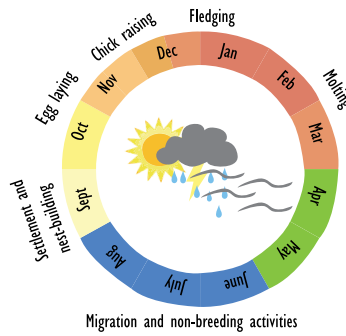 Fledging
Chick raising
Egg laying
Settlement and
nest-building
Molting
Migration and non-breeding activities
Jan
Feb
Mar
Apr
May
June
July
Aug
Sept
Oct
Nov
Dec